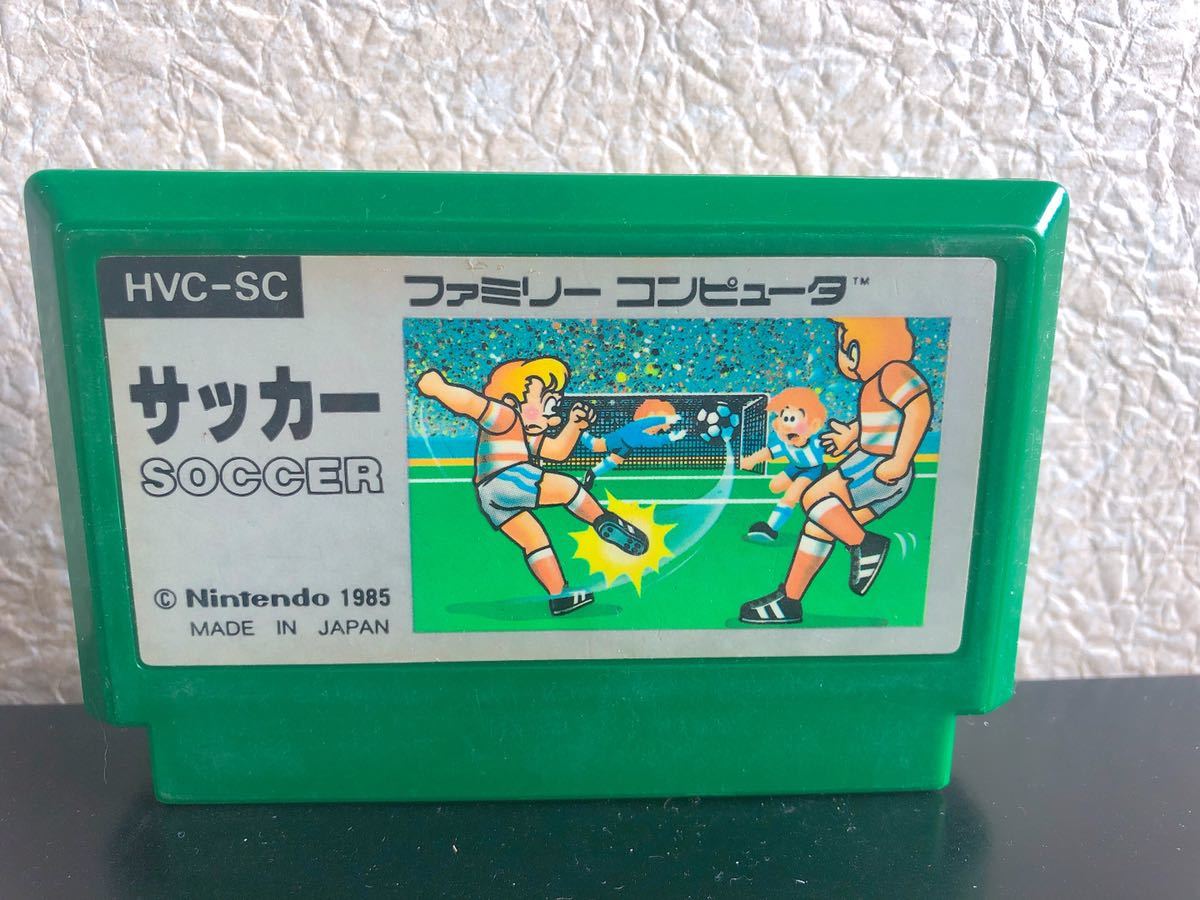 HVC-SC
ファミリー コンピュータ™
サッカー
SOCCER
© Nintendo 1985
MADE IN JAPAN